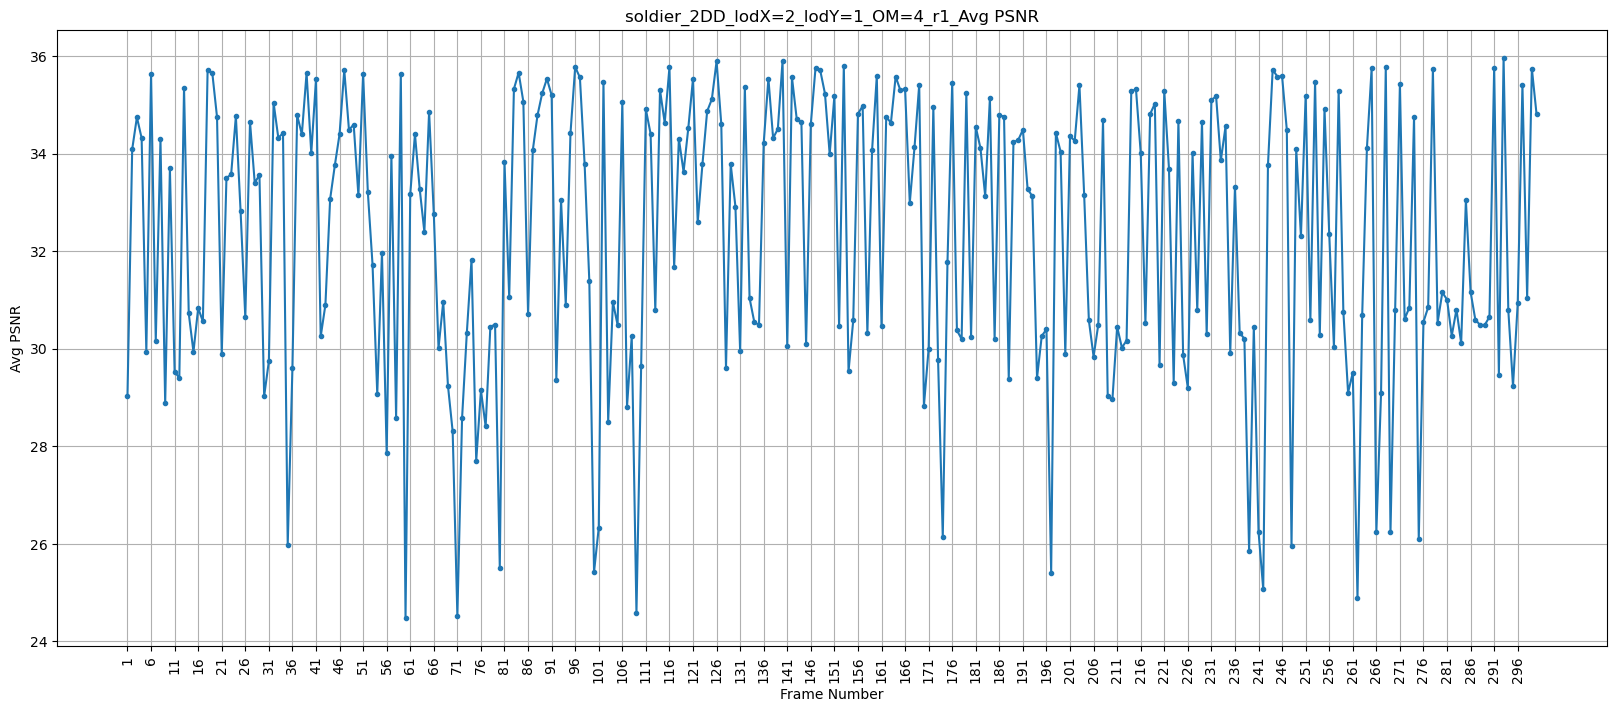 soldier_2DD_lodX=2_lodY=1_OM=4_r1_Avg PSNR
36
34
32
30
28
26
24
Avg PSNR
1 6 11 16 21 26 31 36 41 46 51 56 61 66 71 76 81 86 91 96 101 106 111 116 121 126 131 136 141 146 151 156 161 166 171 176 181 186 191 196 201 206 211 216 221 226 231 236 241 246 251 256 261 266 271 276 281 286 291 296
Frame Number